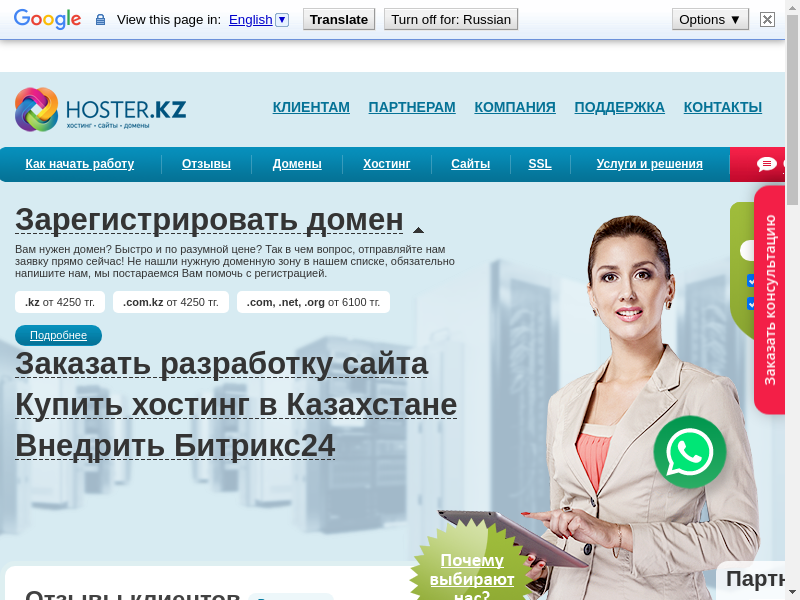 Google View this page in: English ▼ Translate Turn off for: Russian Options ▼
HOSTER.KZ
хостинг • сайты • домены
КЛИЕНТАМ ПАРТНЕРАМ КОМПАНИЯ ПОДДЕРЖКА КОНТАКТЫ
Как начать работу Отзывы Домены Хостинг Сайты SSL Услуги и решения
Зарегистрировать домен
Вам нужен домен? Быстро и по разумной цене? Так в чем вопрос, отправляйте нам
заявку прямо сейчас! Не нашли нужную доменную зону в нашем списке, обязательно
напишите нам, мы постараемся Вам помочь с регистрацией.
.kz от 4250 тг. .com.kz от 4250 тг. .com, .net, .org от 6100 тг.
Подробнее
Заказать разработку сайта
Купить хостинг в Казахстане
Внедрить Битрикс24
Заказать консультацию
Почему
выбирают
нас?
Отзывы клиентов
Партн